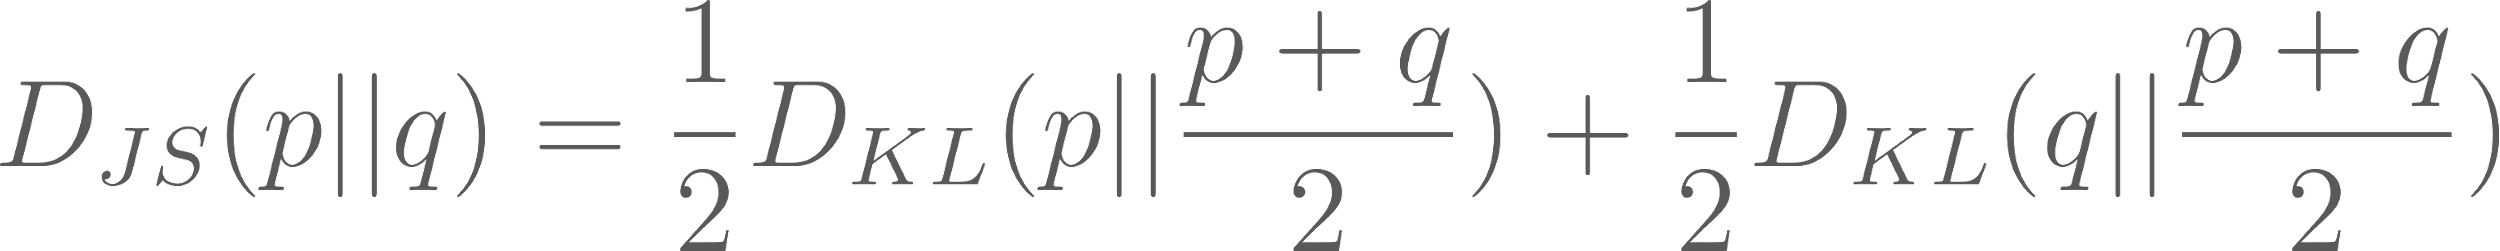 D_{JS}(p||q) = \frac{1}{2} D_{KL}(p||\frac{p+q}{2}) + \frac{1}{2} D_{KL}(q||\frac{p+q}{2})